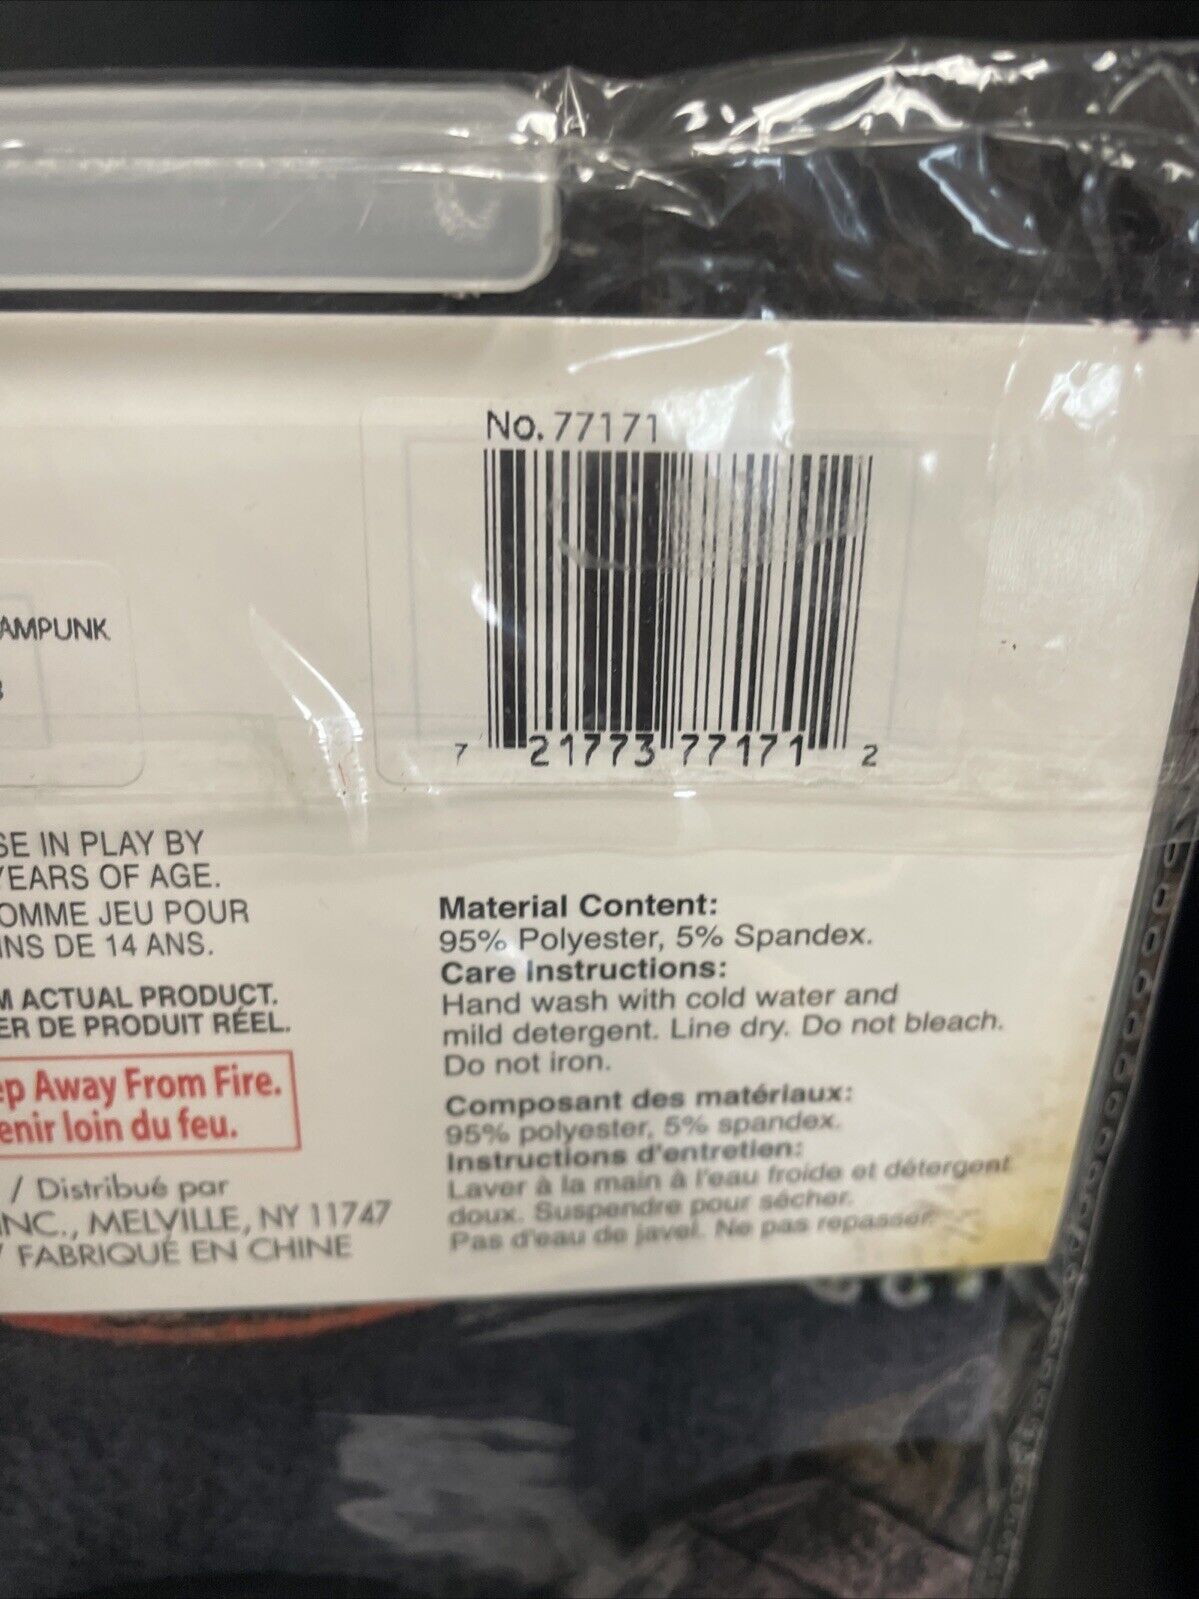 No. 77171
7 21773 77171 2
AMPUNK
SE IN PLAY BY
YEARS OF AGE.
OMME JEU POUR
INS DE 14 ANS.
M ACTUAL PRODUCT.
ER DE PRODUIT RÉEL.
ep Away From Fire.
enir loin du feu.
/ Distribué par
INC., MELVILLE, NY 11747
/ FABRIQUÉ EN CHINE
Material Content:
95% Polyester, 5% Spandex.
Care Instructions:
Hand wash with cold water and
mild detergent. Line dry. Do not bleach.
Do not iron.
Composant des matériaux:
95% polyester, 5% spandex.
Instructions d'entretien:
Laver à la main à l'eau froide et détergent
doux. Suspendre pour sécher.
Pas d'eau de javel. Ne pas repasser.